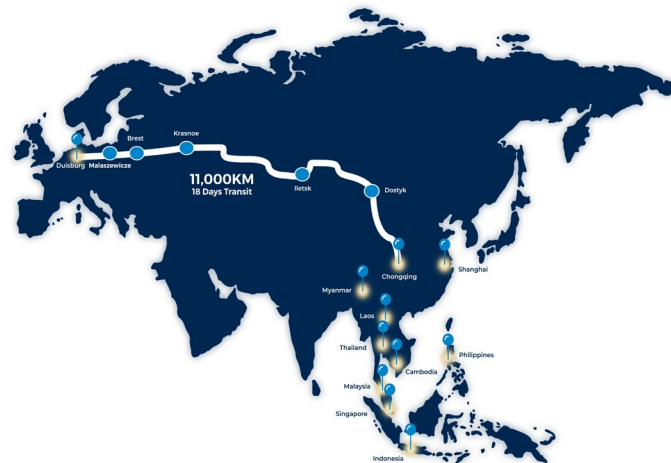 Brest
Krasnoe
Duisburg
Malaszewicze
11,000KM
18 Days Transit
Iletsk
Dostyk
Chongqing
Shanghai
Myanmar
Laos
Thailand
Philippines
Cambodia
Malaysia
Singapore
Indonesia